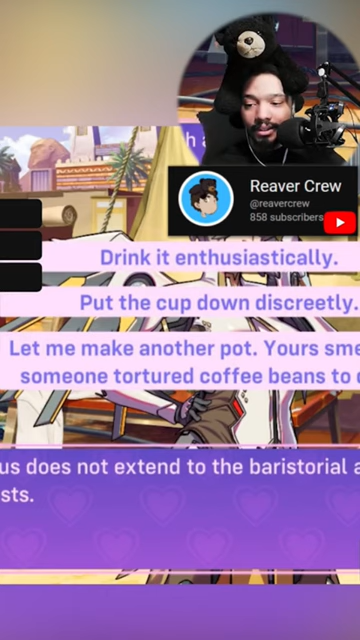 Reaver Crew
@reavercrew
858 subscribers
Drink it enthusiastically.
Put the cup down discreetly.
Let me make another pot. Yours sme
someone tortured coffee beans to
us does not extend to the baristorial a
sts.